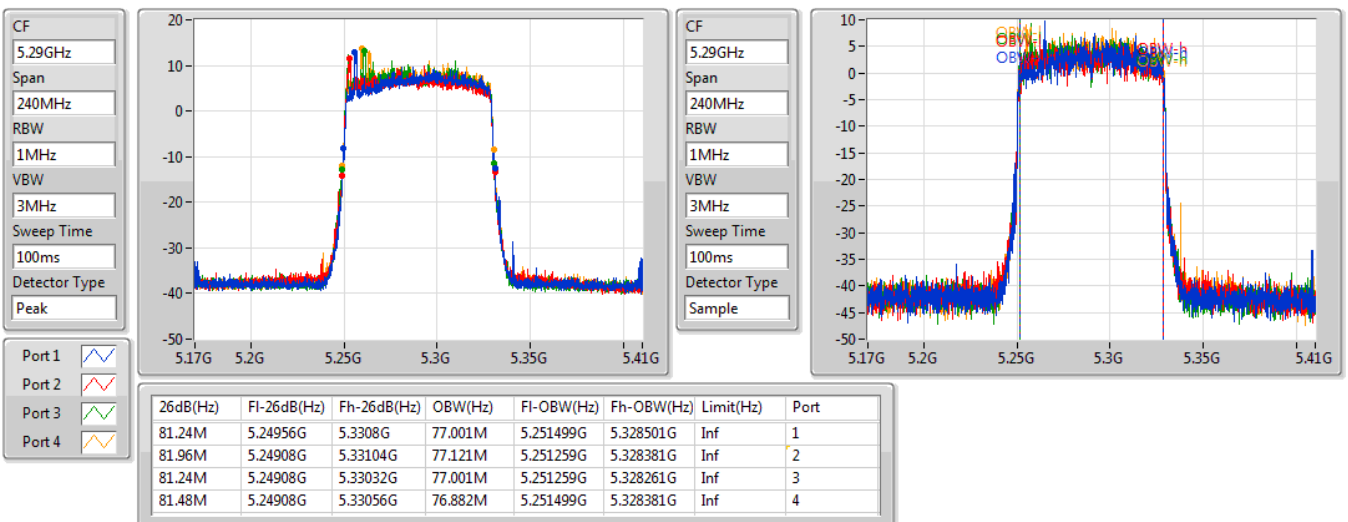 CF
5.29GHz
Span
240MHz
RBW
1MHz
VBW
3MHz
Sweep Time
100ms
Detector Type
Peak
20
10
0
-10
-20
-30
-40
-50
5.17G 5.2G 5.25G 5.3G 5.35G 5.41G
CF
5.29GHz
Span
240MHz
RBW
1MHz
VBW
3MHz
Sweep Time
100ms
Detector Type
Sample
10
5
0
-5
-10
-15
-20
-25
-30
-35
-40
-45
-50
5.17G 5.2G 5.25G 5.3G 5.35G 5.41G
OBW-h
Port 1
Port 2
Port 3
Port 4
26dB(Hz) Fl-26dB(Hz) Fh-26dB(Hz) OBW(Hz) Fl-OBW(Hz) Fh-OBW(Hz) Limit(Hz) Port
81.24M 5.24956G 5.3308G 77.001M 5.251499G 5.328501G Inf 1
81.96M 5.24908G 5.33104G 77.121M 5.251259G 5.328381G Inf 2
81.24M 5.24908G 5.33032G 77.001M 5.251259G 5.328261G Inf 3
81.48M 5.24908G 5.33056G 76.882M 5.251499G 5.328381G Inf 4